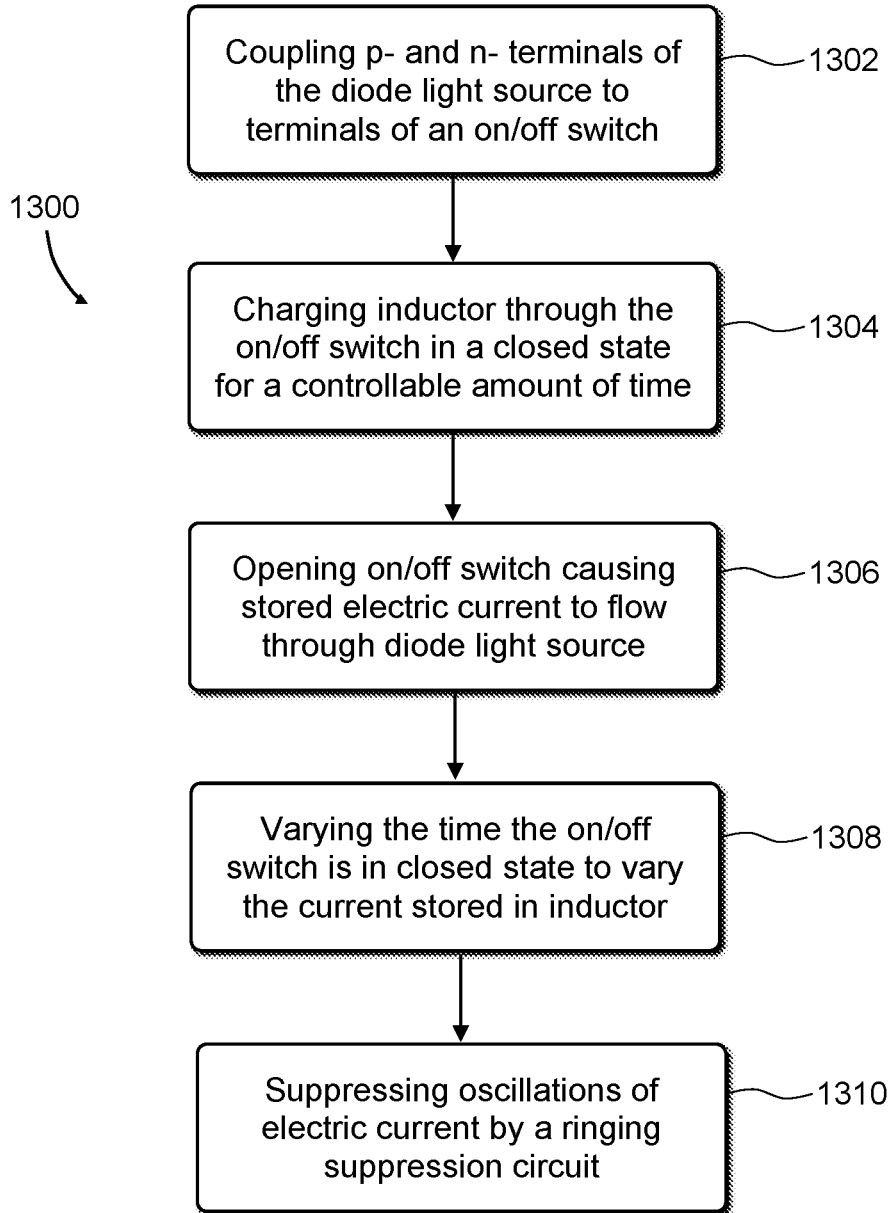 Coupling p- and n- terminals of
the diode light source to
terminals of an on/off switch
1302
1300
Charging inductor through the
on/off switch in a closed state
for a controllable amount of time
1304
Opening on/off switch causing
stored electric current to flow
through diode light source
1306
Varying the time the on/off
switch is in closed state to vary
the current stored in inductor
1308
Suppressing oscillations of
electric current by a ringing
suppression circuit
1310